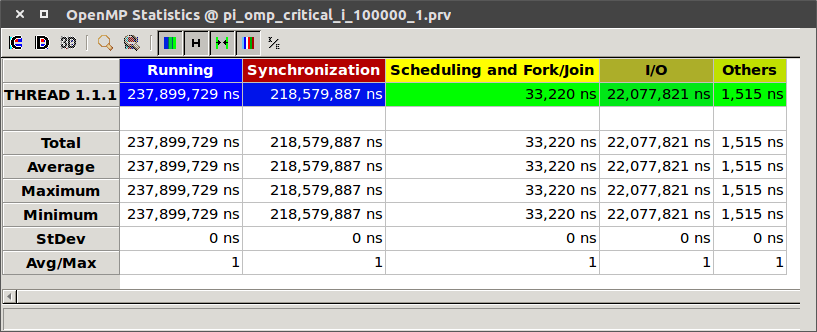 OpenMP Statistics @ pi_omp_critical_i_100000_1.prv
3D
Running Synchronization Scheduling and Fork/Join I/O Others
THREAD 1.1.1 237,899,729 ns 218,579,887 ns 33,220 ns 22,077,821 ns 1,515 ns
Total 237,899,729 ns 218,579,887 ns 33,220 ns 22,077,821 ns 1,515 ns
Average 237,899,729 ns 218,579,887 ns 33,220 ns 22,077,821 ns 1,515 ns
Maximum 237,899,729 ns 218,579,887 ns 33,220 ns 22,077,821 ns 1,515 ns
Minimum 237,899,729 ns 218,579,887 ns 33,220 ns 22,077,821 ns 1,515 ns
StDev 0 ns 0 ns 0 ns 0 ns 0 ns
Avg/Max 1 1 1 1 1